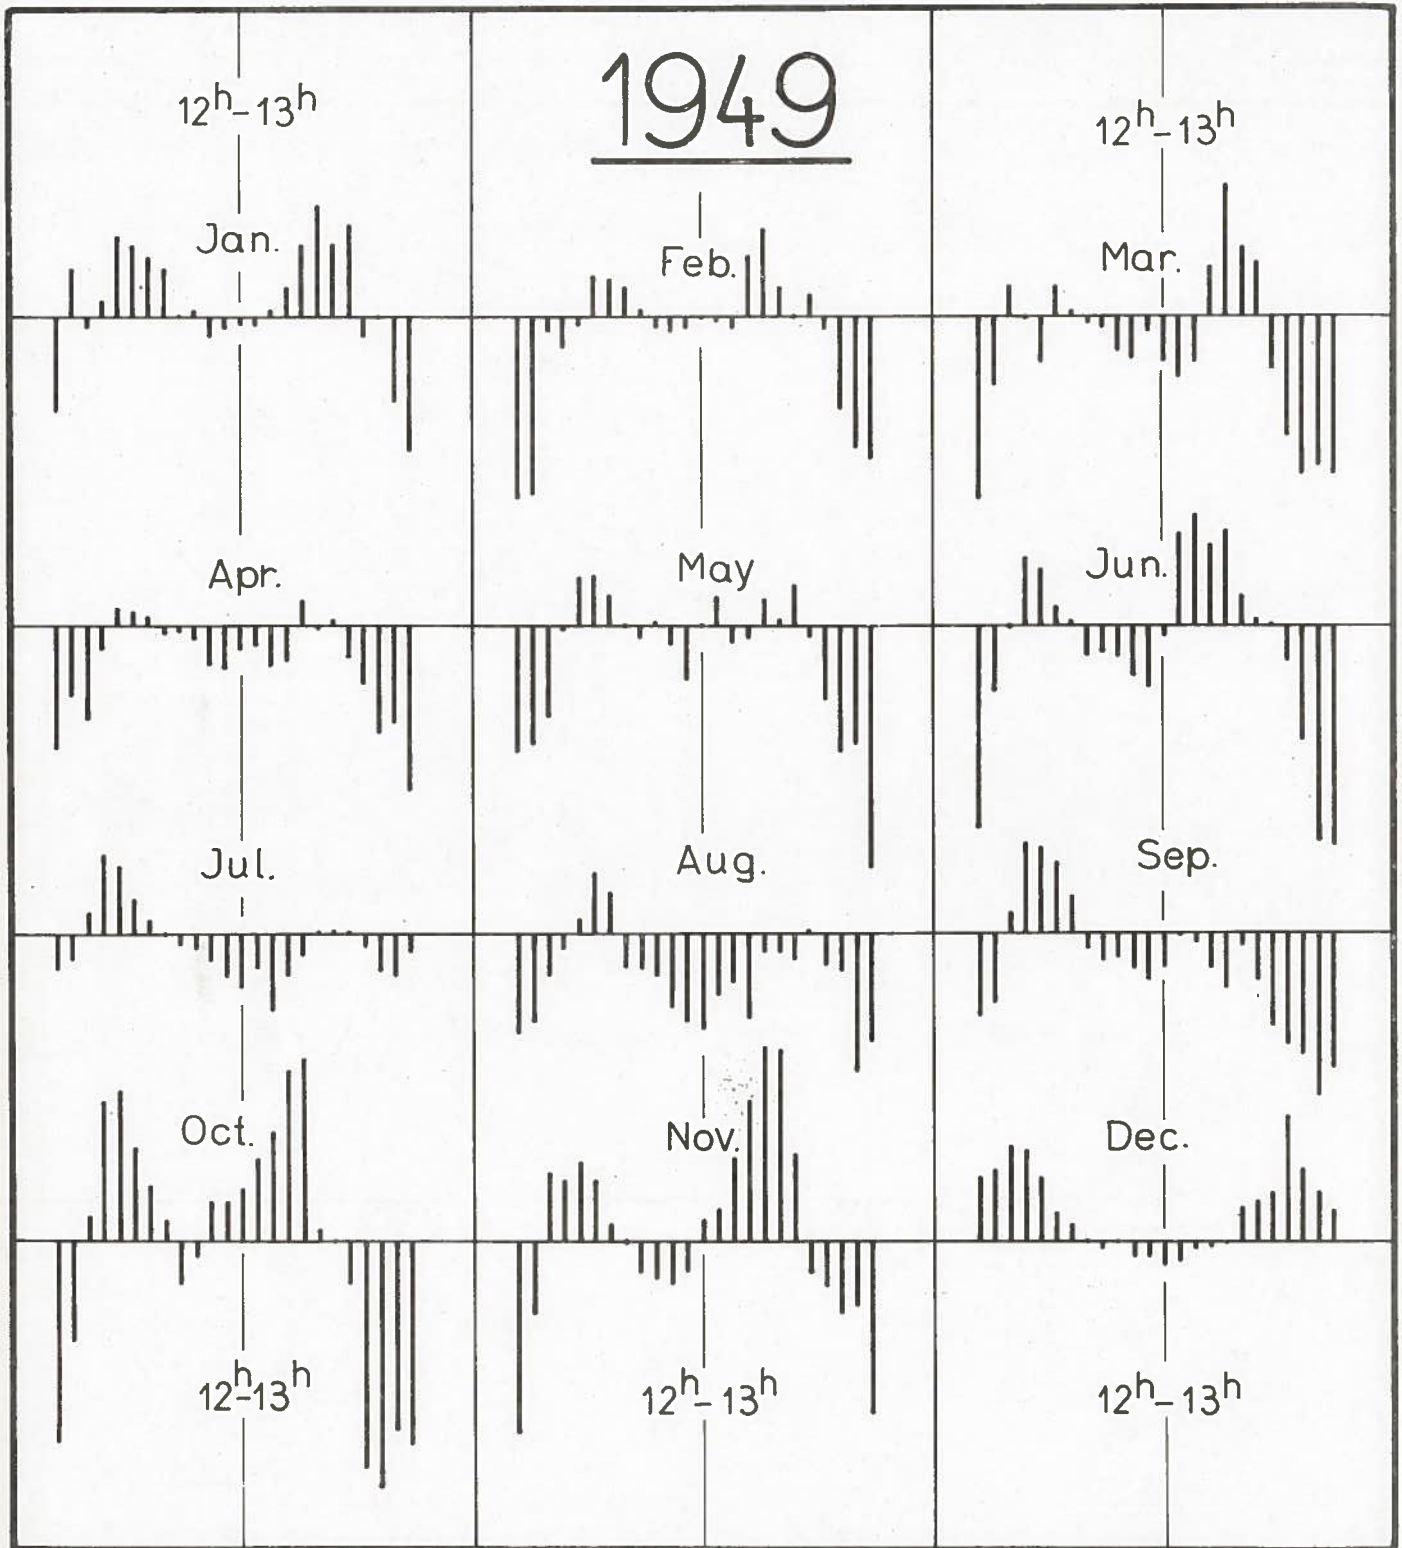 1949
12h-13h
12h-13h
Jan.
Feb.
Mar.
Apr.
May
Jun.
Jul.
Aug.
Sep.
Oct.
Nov.
Dec.
12h-13h
12h-13h
12h-13h